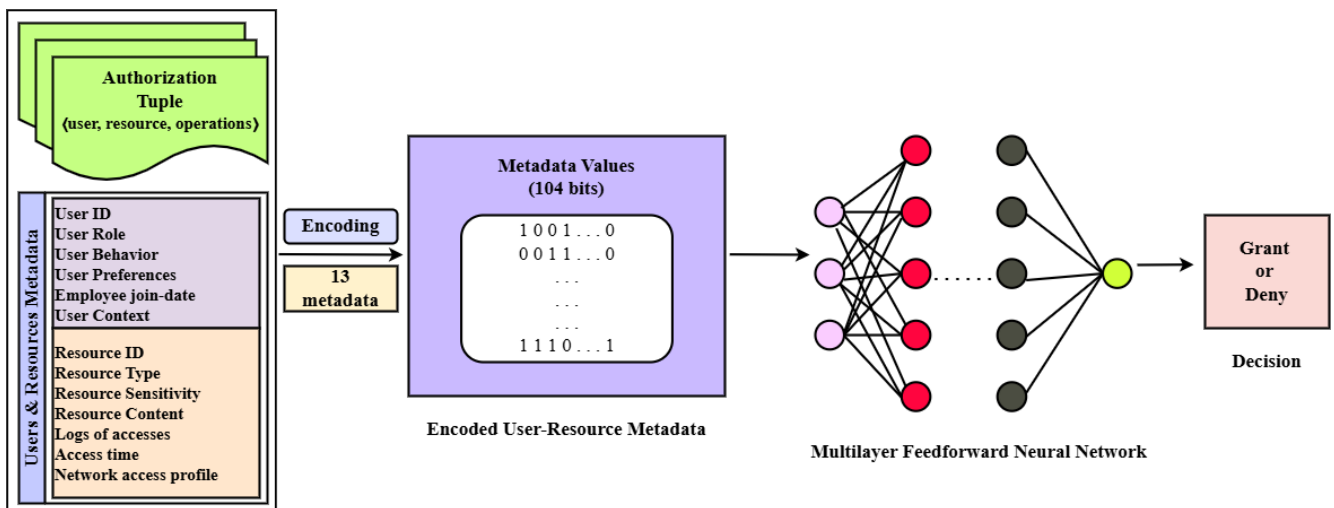 Authorization
Tuple
⟨user, resource, operations⟩
Users & Resources Metadata
User ID
User Role
User Behavior
User Preferences
Employee join-date
User Context
Resource ID
Resource Type
Resource Sensitivity
Resource Content
Logs of accesses
Access time
Network access profile
Encoding
13
metadata
Metadata Values
(104 bits)
1 0 0 1 . . . 0
0 0 1 1 . . . 0
. . .
. . .
. . .
1 1 1 0 . . . 1
Encoded User-Resource Metadata
. . . . . .
Multilayer Feedforward Neural Network
Grant
or
Deny
Decision